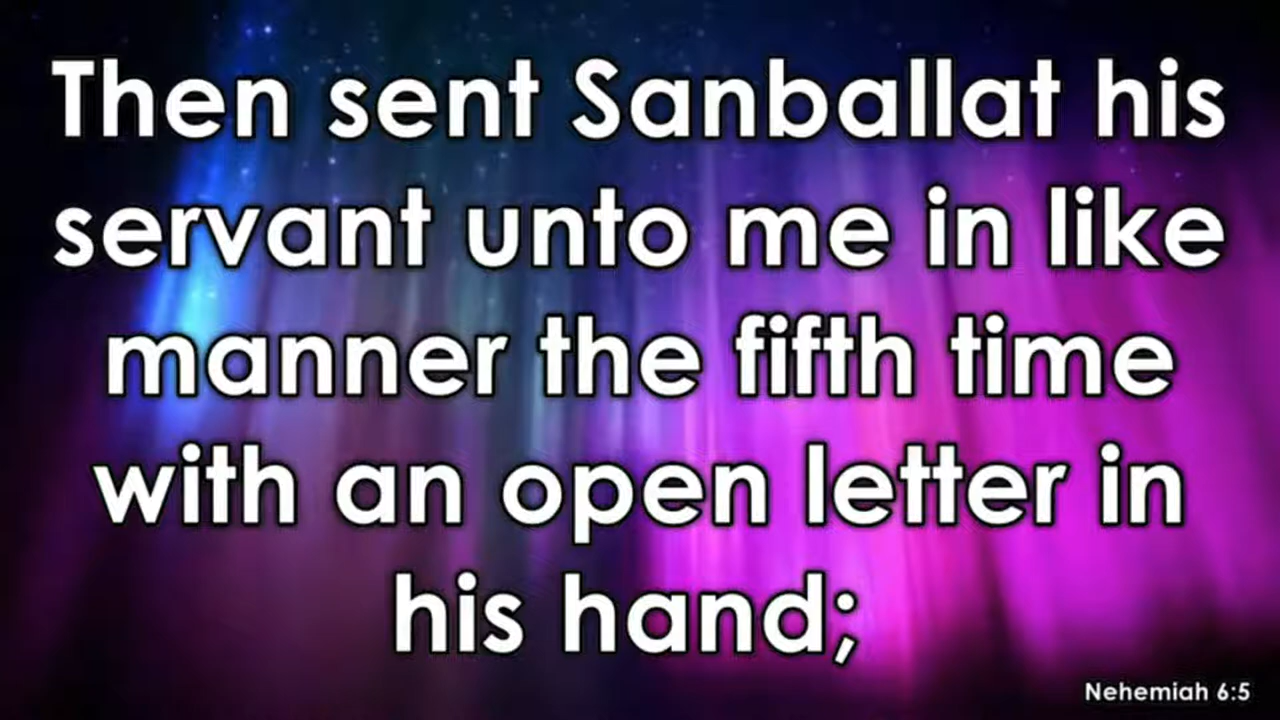 Then sent Sanballat his
servant unto me in like
manner the fifth time
with an open letter in
his hand;
Nehemiah 6:5